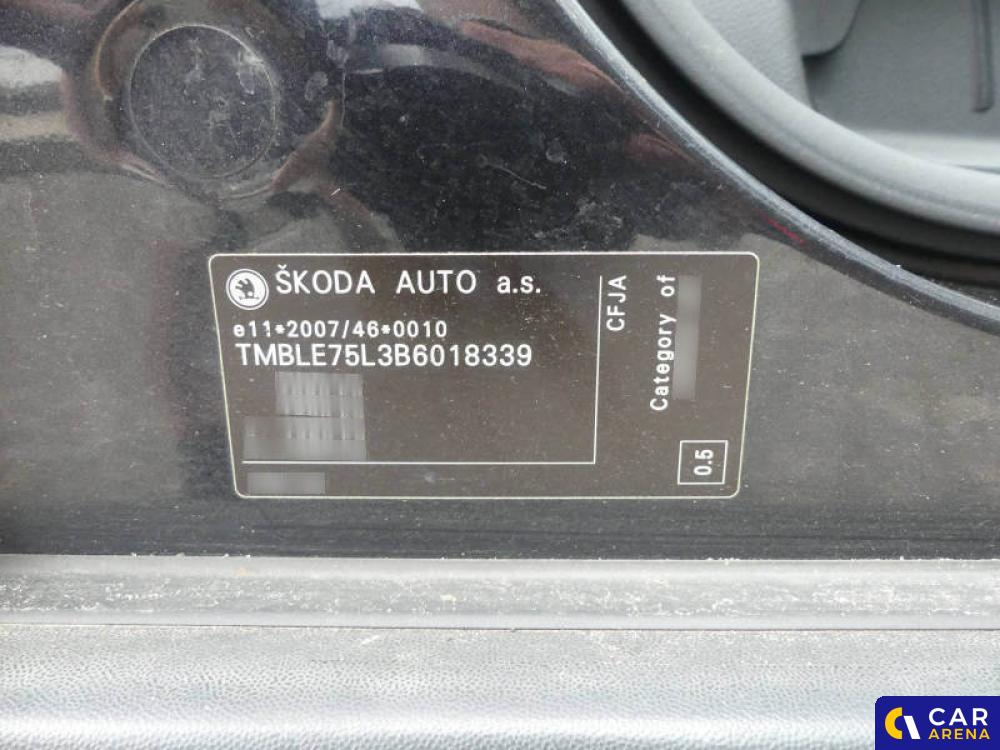 ŠKODA AUTO a.s.
e11*2007/46*0010
TMBLE75L3B6018339
CFJA
Category of
0.5
CAR
ARENA